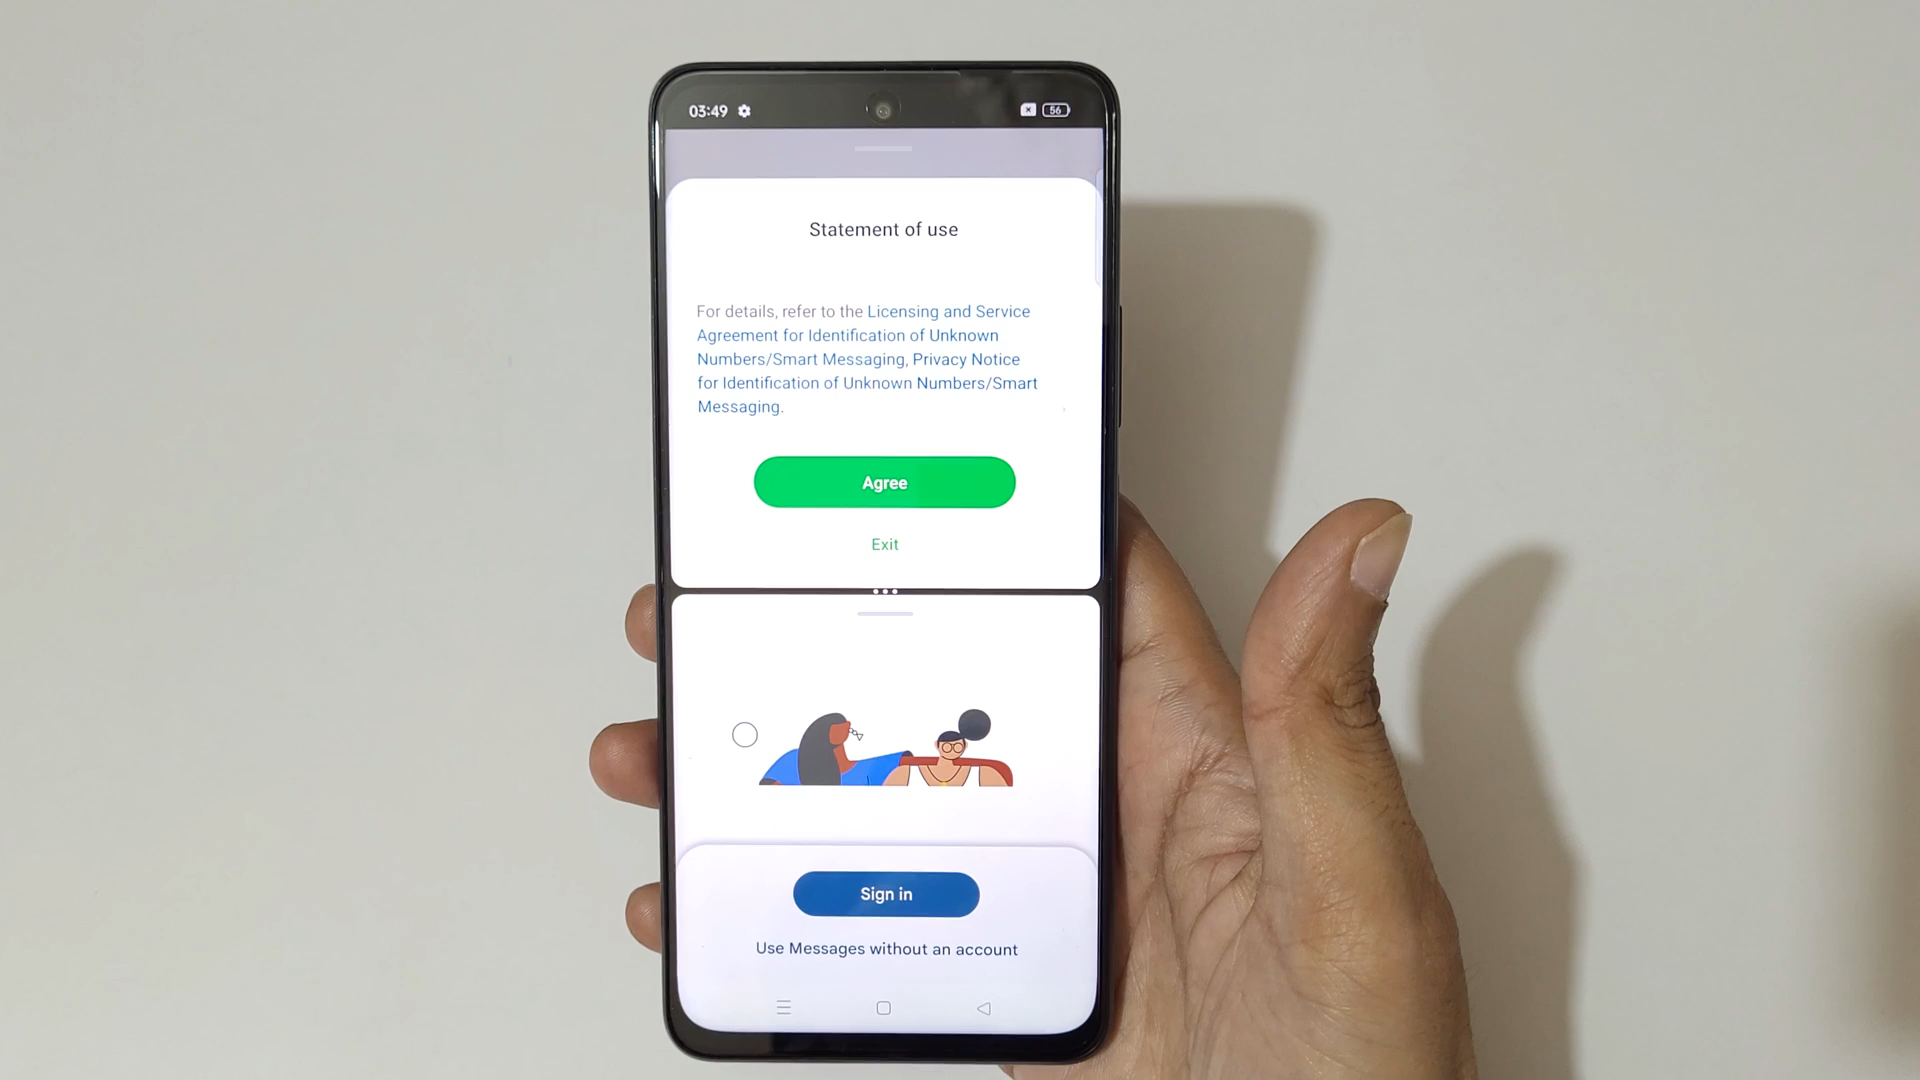 03:49
56
Statement of use
For details, refer to the Licensing and Service
Agreement for Identification of Unknown
Numbers/Smart Messaging, Privacy Notice
for Identification of Unknown Numbers/Smart
Messaging.
Agree
Exit
Sign in
Use Messages without an account